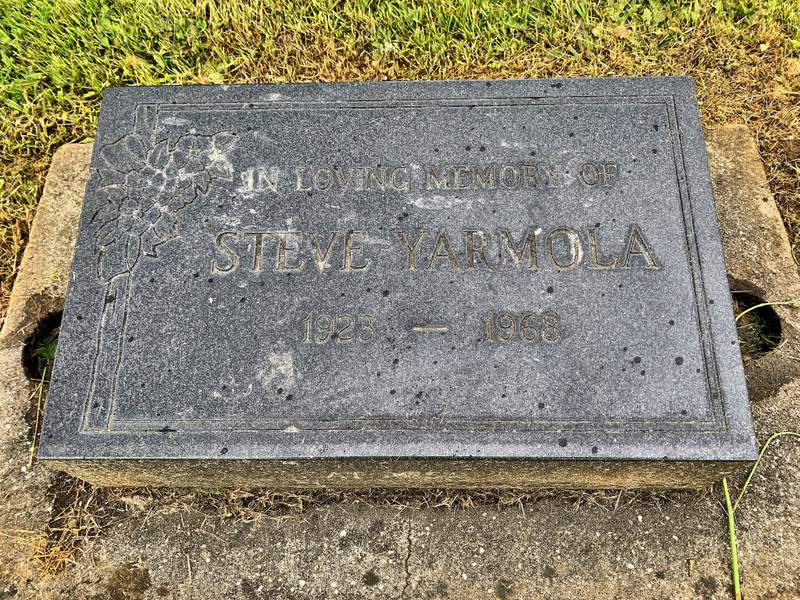 IN LOVING MEMORY OF
STEVE YARMOLA
1923 — 1968